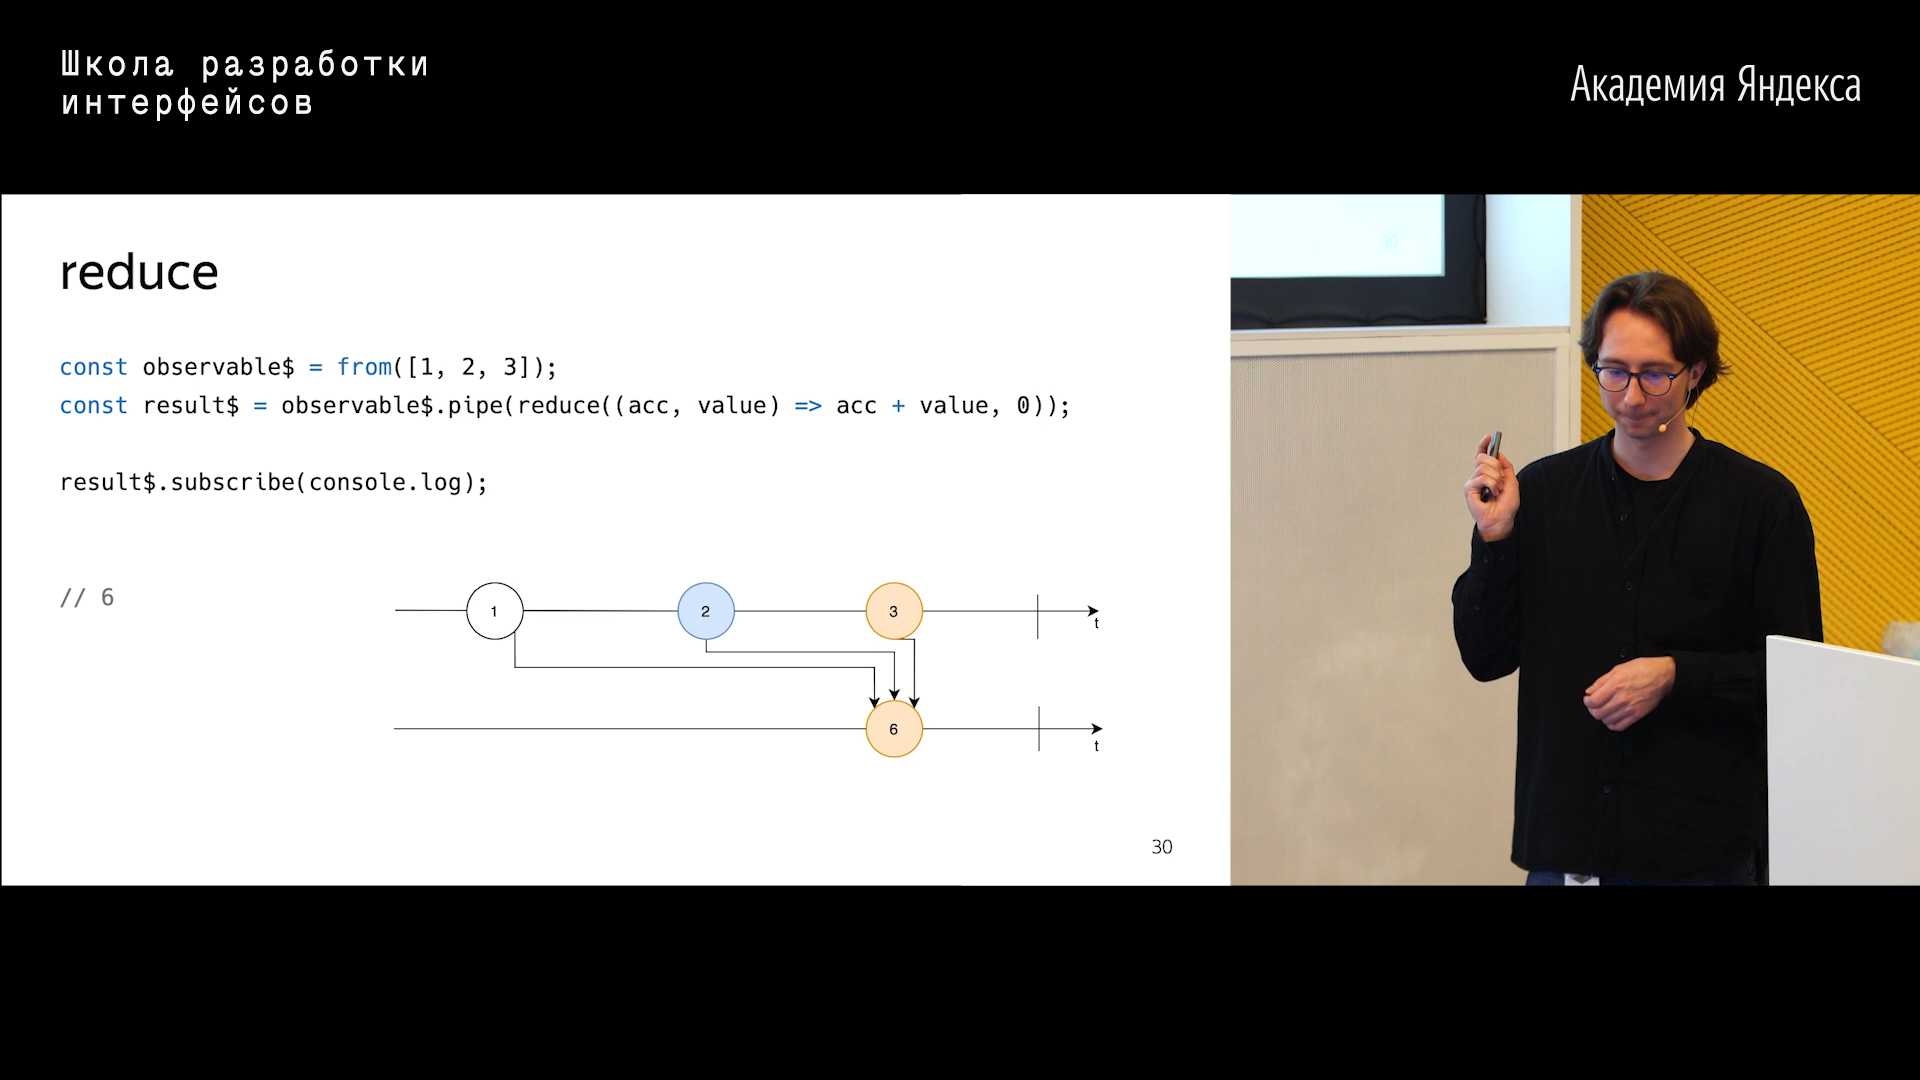 Школа разработки
интерфейсов
Академия Яндекса
reduce
const observable$ = from([1, 2, 3]);
const result$ = observable$.pipe(reduce((acc, value) => acc + value, 0));
result$.subscribe(console.log);
// 6
1
2
3
t
6
t
30
30